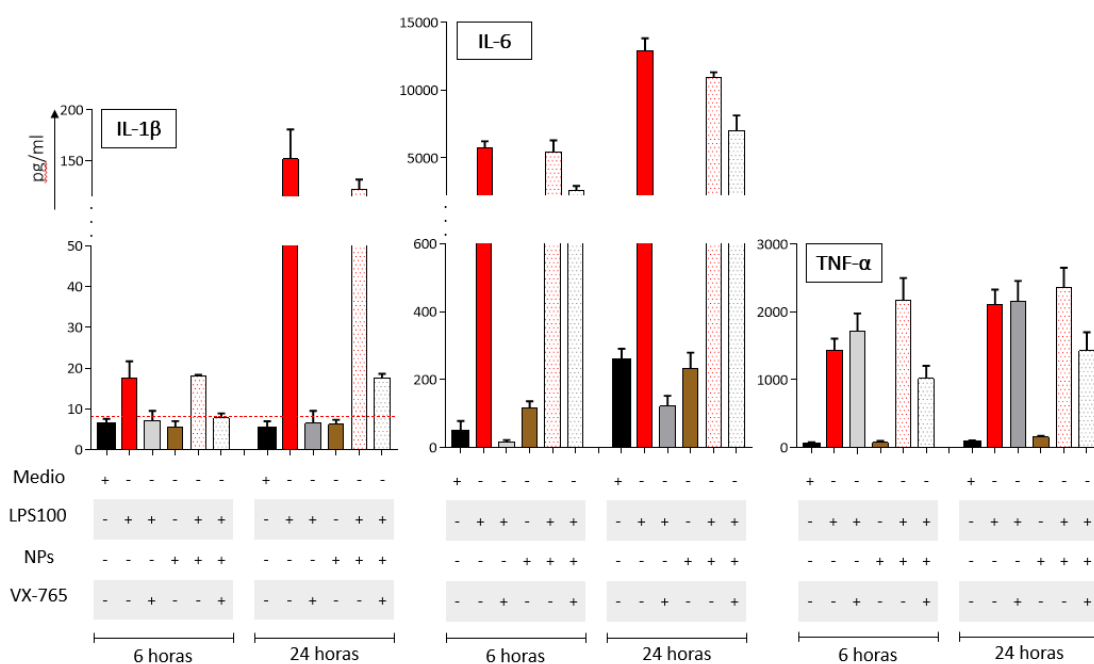 IL-1β
pg/ml
200
150
50
40
30
20
10
0
IL-6
15000
10000
5000
600
400
200
0
TNF-α
3000
2000
1000
0
Medio + - - - - - + - - - - - + - - - - - + - - - - - + - - - - - + - - - - -
LPS100 - + + - + + - + + - + + - + + - + + - + + - + + - + + - + + - + + - + +
NPs - - - + + + - - - + + + - - - + + + - - - + + + - - - + + + - - - + + +
VX-765 - - + - - + - - + - - + - - + - - + - - + - - + - - + - - + - - + - - +
6 horas 24 horas 6 horas 24 horas 6 horas 24 horas